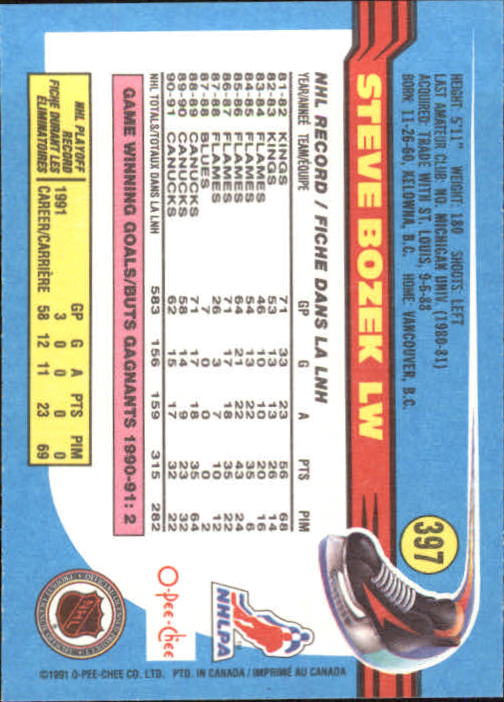 397
STEVE BOZEK LW
HEIGHT: 5'11" WEIGHT: 180 SHOOTS: LEFT
LAST AMATEUR CLUB: NO. MICHIGAN UNIV. (1980-81)
ACQUIRED: TRADE WITH ST. LOUIS, 9-6-88
BORN: 11-26-60, KELOWNA, B.C. HOME: VANCOUVER, B.C.
NHL RECORD / FICHE DANS LA LNH
YEAR/ANNÉE TEAM/ÉQUIPE GP G A PTS PIM
81-82 KINGS 71 33 23 56 68
82-83 KINGS 53 13 13 26 14
83-84 FLAMES 46 10 10 20 16
84-85 FLAMES 54 13 22 35 6
85-86 FLAMES 64 21 22 43 24
86-87 FLAMES 71 17 18 35 22
87-88 FLAMES 26 3 7 10 12
87-88 BLUES 7 0 0 0 2
88-89 CANUCKS 71 17 18 35 64
89-90 CANUCKS 58 14 9 23 32
90-91 CANUCKS 62 15 17 32 22
NHL TOTALS/TOTAUX DANS LA LNH 583 156 159 315 282
GAME WINNING GOALS/BUTS GAGNANTS 1990-91: 2
NHL PLAYOFF
RECORD
FICHE DURANT LES
ÉLIMINATOIRES
GP G A PTS PIM
1991 3 0 0 0 0
CAREER/CARRIÈRE 58 12 11 23 69
NHLPA
O-Pee-Chee
NHL
©1991 O-PEE-CHEE CO. LTD. PTD. IN CANADA / IMPRIMÉ AU CANADA